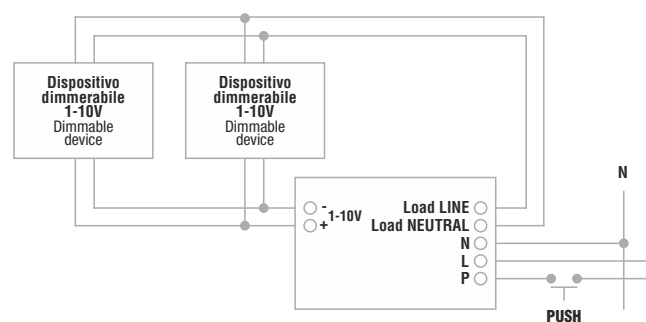 Dispositivo
dimmerabile
1-10V
Dimmable
device
Dispositivo
dimmerabile
1-10V
Dimmable
device
N
-
1-10V
+
Load LINE
Load NEUTRAL
N
L
P
PUSH